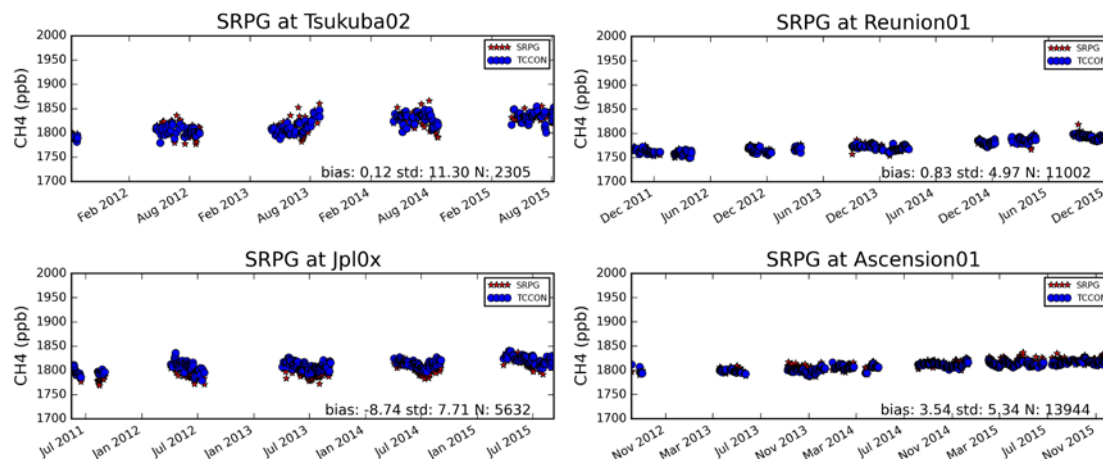 SRPG at Tsukuba02
2000
1950
1900
1850
1800
1750
1700
CH4 (ppb)
SRPG
TCCON
bias: 0.12 std: 11.30 N: 2305
Feb 2012
Aug 2012
Feb 2013
Aug 2013
Feb 2014
Aug 2014
Feb 2015
Aug 2015
SRPG at Reunion01
2000
1950
1900
1850
1800
1750
1700
CH4 (ppb)
SRPG
TCCON
bias: 0.83 std: 4.97 N: 11002
Dec 2011
Jun 2012
Dec 2012
Jun 2013
Dec 2013
Jun 2014
Dec 2014
Jun 2015
Dec 2015
SRPG at Jpl0x
2000
1950
1900
1850
1800
1750
1700
CH4 (ppb)
SRPG
TCCON
bias: -8.74 std: 7.71 N: 5632
Jul 2011
Jan 2012
Jul 2012
Jan 2013
Jul 2013
Jan 2014
Jul 2014
Jan 2015
Jul 2015
SRPG at Ascension01
2000
1950
1900
1850
1800
1750
1700
CH4 (ppb)
SRPG
TCCON
bias: 3.54 std: 5.34 N: 13944
Nov 2012
Mar 2013
Jul 2013
Nov 2013
Mar 2014
Jul 2014
Nov 2014
Mar 2015
Jul 2015
Nov 2015